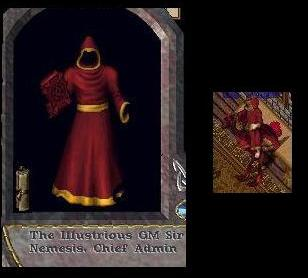 The Illustrious GM Sir
Nemesis, Chief Admin